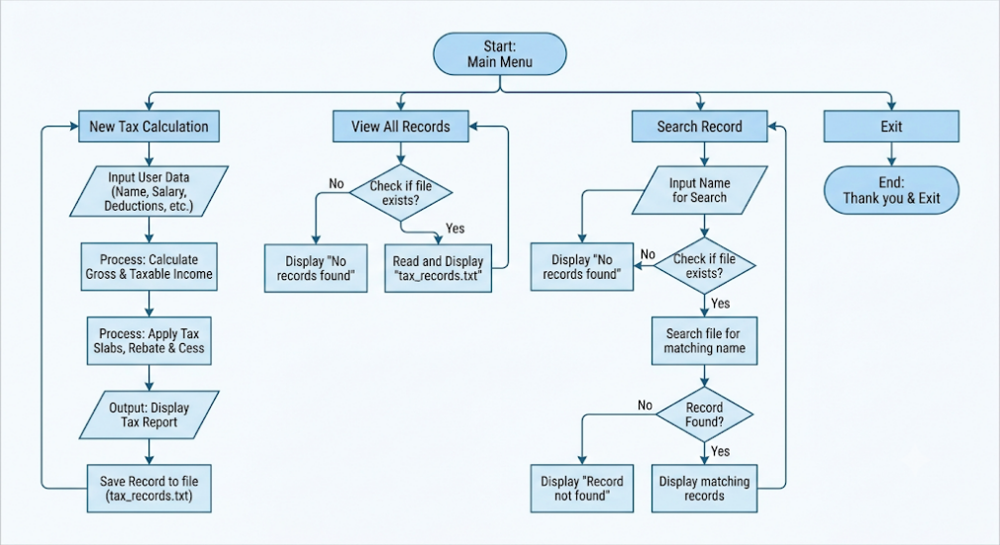 Start:
Main Menu
New Tax Calculation
View All Records
Search Record
Exit
Input User Data
(Name, Salary,
Deductions, etc.)
No
Check if file
exists?
Yes
Input Name
for Search
End:
Thank you & Exit
Process: Calculate
Gross & Taxable Income
Display "No
records found"
Read and Display
"tax_records.txt"
Display "No
records found"
No
Check if file
exists?
Yes
Process: Apply Tax
Slabs, Rebate & Cess
Search file for
matching name
Output: Display
Tax Report
No
Record
Found?
Yes
Save Record to file
(tax_records.txt)
Display "Record
not found"
Display matching
records